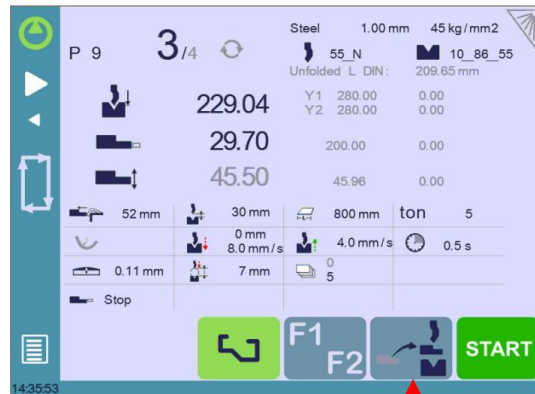 Steel 1.00 mm 45 kg/mm2
P 9 3/4 55_N 10_86_55
Unfolded L DIN: 209.65 mm
229.04 Y1 280.00 0.00
Y2 280.00 0.00
29.70 200.00 0.00
45.50 45.96 0.00
52 mm 30 mm 800 mm ton 5
0 mm
8.0 mm/s 4.0 mm/s 0.5 s
0.11 mm 7 mm 0
5
Stop
F1
F2
START
14:35:53